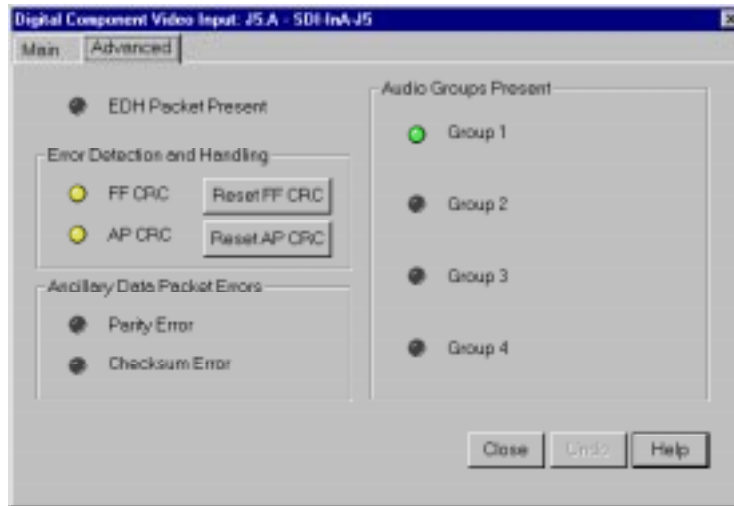 Digital Component Video Input: J5.A - SDI-InA-J5
Main
Advanced
EDH Packet Present
Error Detection and Handling
FF CRC
Reset FF CRC
AP CRC
Reset AP CRC
Ancillary Data Packet Errors
Parity Error
Checksum Error
Audio Groups Present
Group 1
Group 2
Group 3
Group 4
Close
Undo
Help